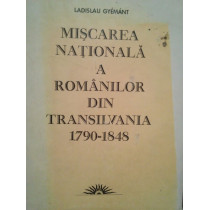 LADISLAU GYÉMÁNT
MIŞCAREA
NAŢIONALĂ
A
ROMÂNILOR
DIN
TRANSILVANIA
1790-1848